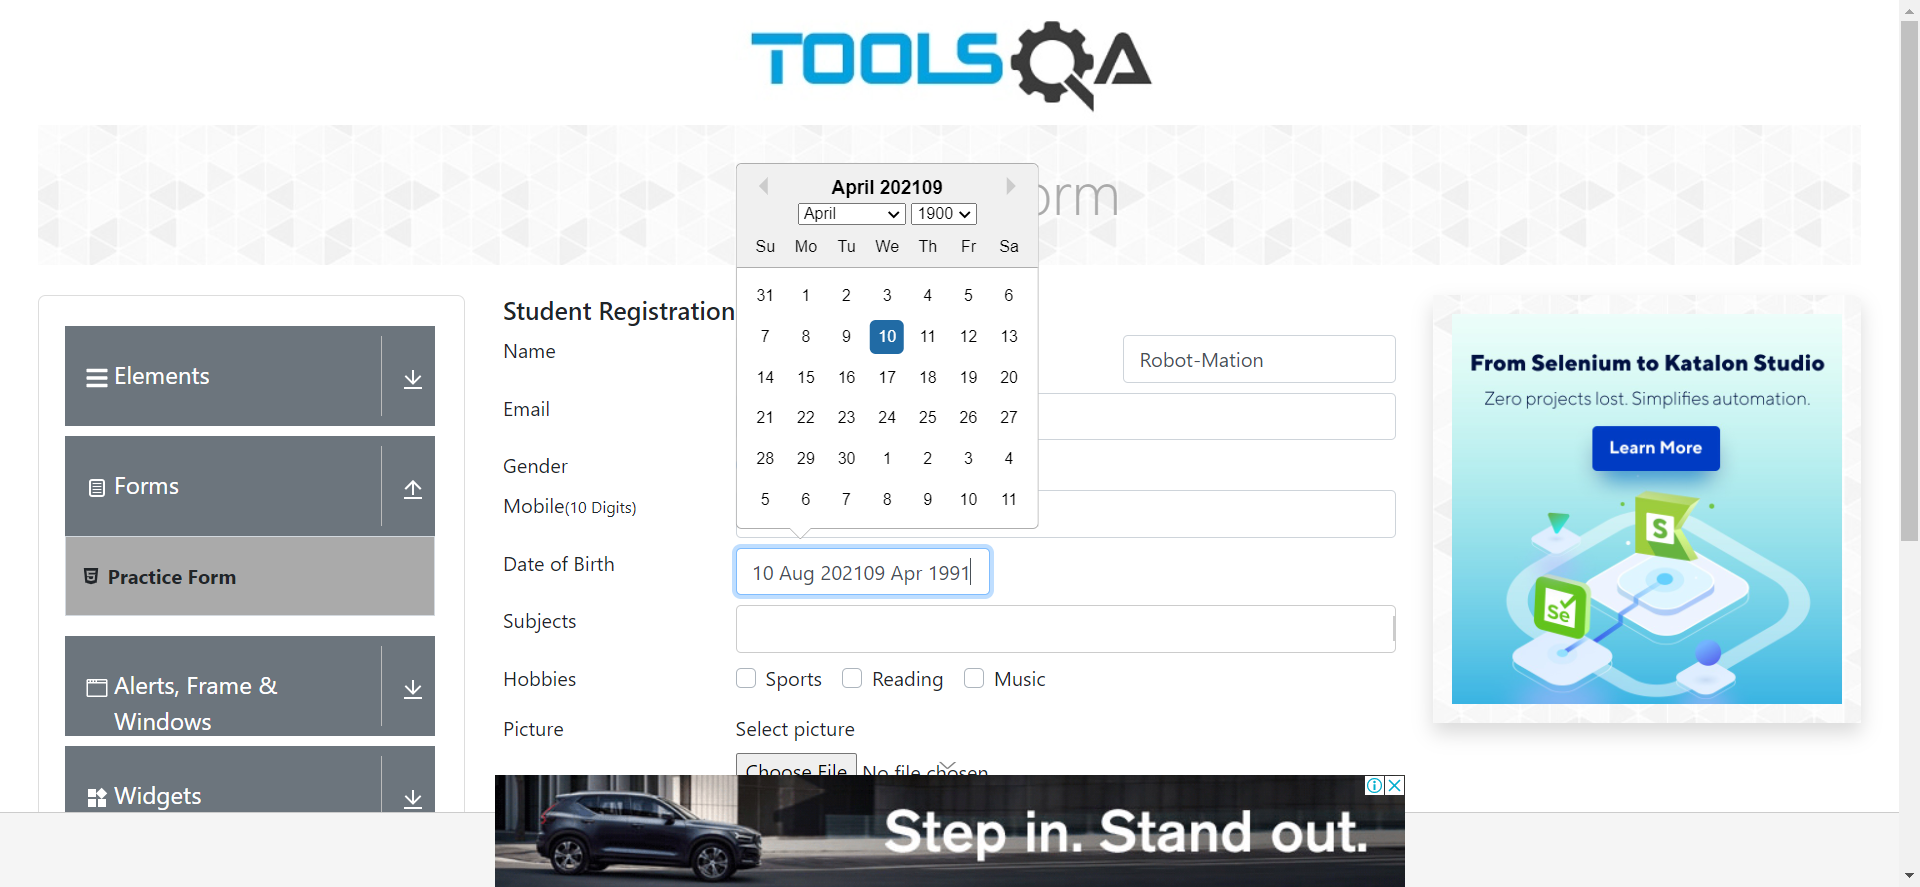 TOOLSQA
orm
April 202109
April 1900
Su Mo Tu We Th Fr Sa
31 1 2 3 4 5 6
7 8 9 10 11 12 13
14 15 16 17 18 19 20
21 22 23 24 25 26 27
28 29 30 1 2 3 4
5 6 7 8 9 10 11
Elements
Forms
Practice Form
Alerts, Frame &
Windows
Widgets
Student Registration
Name
Robot-Mation
Email
Gender
Mobile(10 Digits)
Date of Birth
10 Aug 202109 Apr 1991
Subjects
Hobbies
Sports Reading Music
Picture
Select picture
Choose File No file chosen
From Selenium to Katalon Studio
Zero projects lost. Simplifies automation.
Learn More
S
Se
Step in. Stand out.